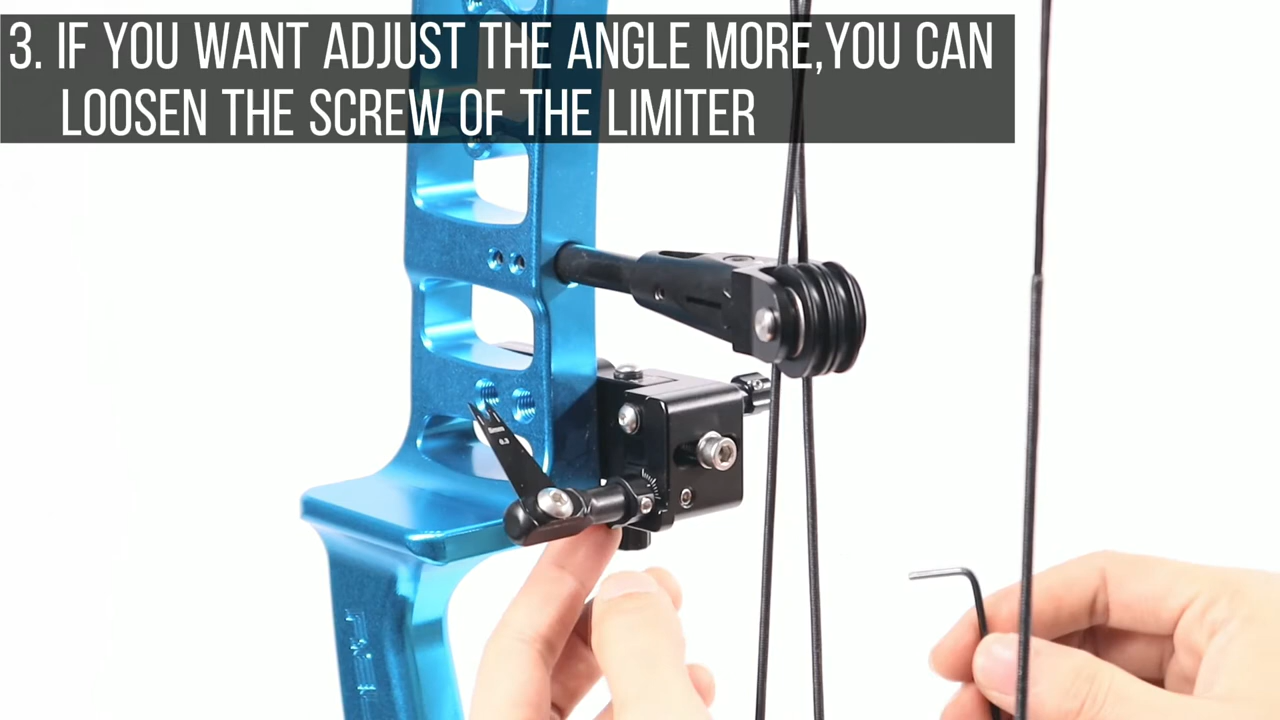 3. IF YOU WANT ADJUST THE ANGLE MORE,YOU CAN
LOOSEN THE SCREW OF THE LIMITER